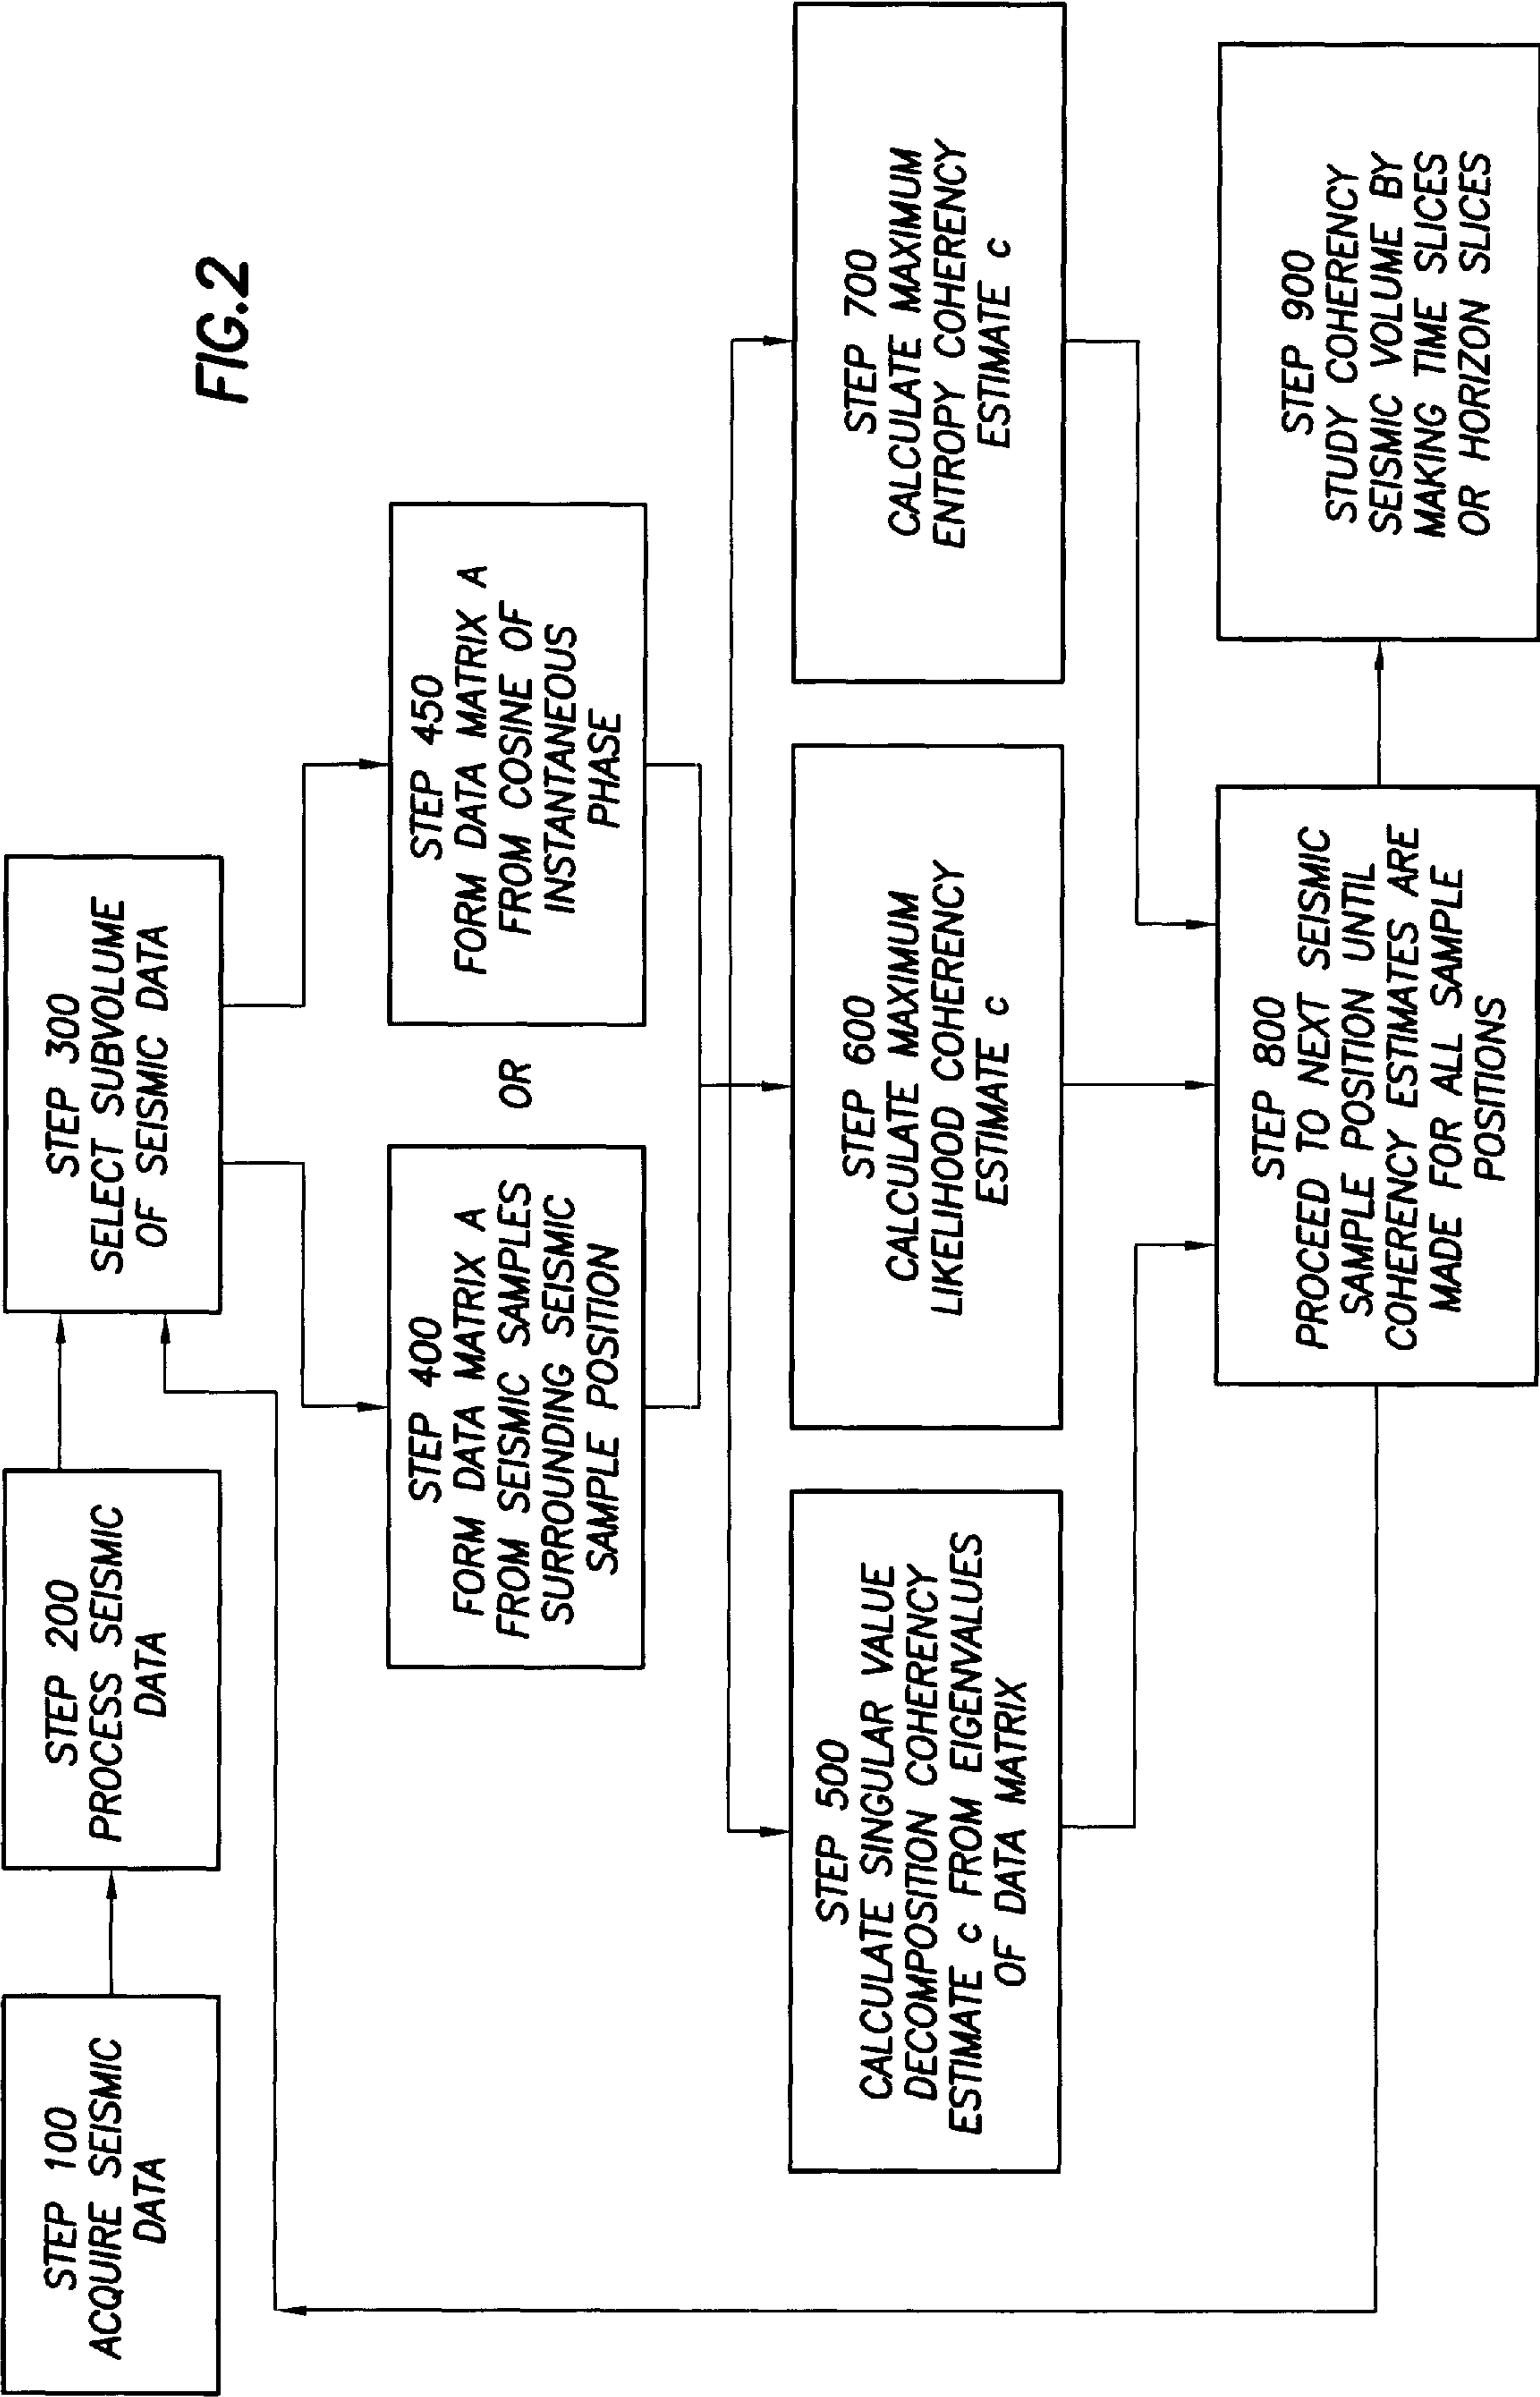 STEP 100
ACQUIRE SEISMIC
DATA
STEP 200
PROCESS SEISMIC
DATA
STEP 300
SELECT SUBVOLUME
OF SEISMIC DATA
FIG.2
STEP 400
FORM DATA MATRIX A
FROM SEISMIC SAMPLES
SURROUNDING SEISMIC
SAMPLE POSITION
OR
STEP 450
FORM DATA MATRIX A
FROM COSINE OF
INSTANTANEOUS
PHASE
STEP 500
CALCULATE SINGULAR VALUE
DECOMPOSITION COHERENCY
ESTIMATE c FROM EIGENVALUES
OF DATA MATRIX
STEP 600
CALCULATE MAXIMUM
LIKELIHOOD COHERENCY
ESTIMATE c
STEP 700
CALCULATE MAXIMUM
ENTROPY COHERENCY
ESTIMATE c
STEP 800
PROCEED TO NEXT SEISMIC
SAMPLE POSITION UNTIL
COHERENCY ESTIMATES ARE
MADE FOR ALL SAMPLE
POSITIONS
STEP 900
STUDY COHERENCY
SEISMIC VOLUME BY
MAKING TIME SLICES
OR HORIZON SLICES